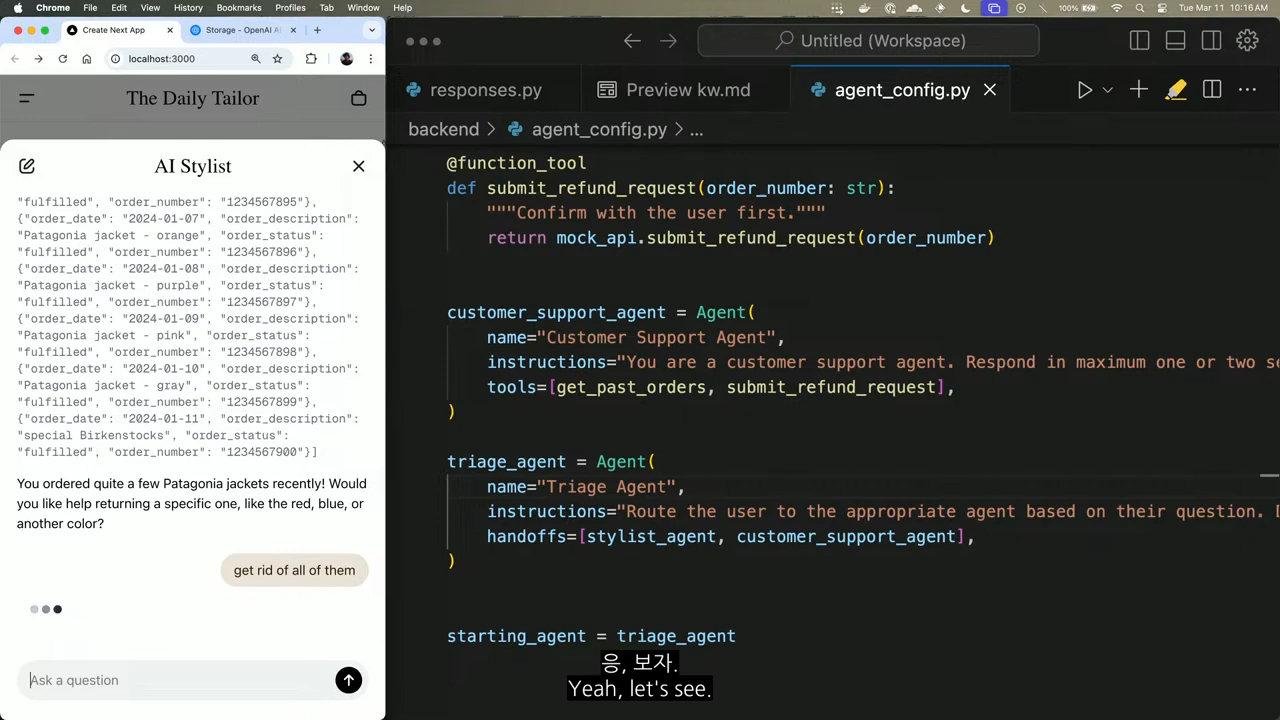 Chrome File Edit View History Bookmarks Profiles Tab Window Help
100% Tue Mar 11 10:16 AM
Create Next App
Storage - OpenAI A
localhost:3000
The Daily Tailor
AI Stylist
"fulfilled", "order_number": "1234567895"},
{"order_date": "2024-01-07", "order_description":
"Patagonia jacket - orange", "order_status":
"fulfilled", "order_number": "1234567896"},
{"order_date": "2024-01-08", "order_description":
"Patagonia jacket - purple", "order_status":
"fulfilled", "order_number": "1234567897"},
{"order_date": "2024-01-09", "order_description":
"Patagonia jacket - pink", "order_status":
"fulfilled", "order_number": "1234567898"},
{"order_date": "2024-01-10", "order_description":
"Patagonia jacket - gray", "order_status":
"fulfilled", "order_number": "1234567899"},
{"order_date": "2024-01-11", "order_description":
"special Birkenstocks", "order_status":
"fulfilled", "order_number": "1234567900"}]
You ordered quite a few Patagonia jackets recently! Would
you like help returning a specific one, like the red, blue, or
another color?
get rid of all of them
Ask a question
Untitled (Workspace)
responses.py
Preview kw.md
agent_config.py
backend > agent_config.py > ...
@function_tool
def submit_refund_request(order_number: str):
"""Confirm with the user first."""
return mock_api.submit_refund_request(order_number)
customer_support_agent = Agent(
name="Customer Support Agent",
instructions="You are a customer support agent. Respond in maximum one or two se
tools=[get_past_orders, submit_refund_request],
)
triage_agent = Agent(
name="Triage Agent",
instructions="Route the user to the appropriate agent based on their question. D
handoffs=[stylist_agent, customer_support_agent],
)
starting_agent = triage_agent
응, 보자.
Yeah, let's see.